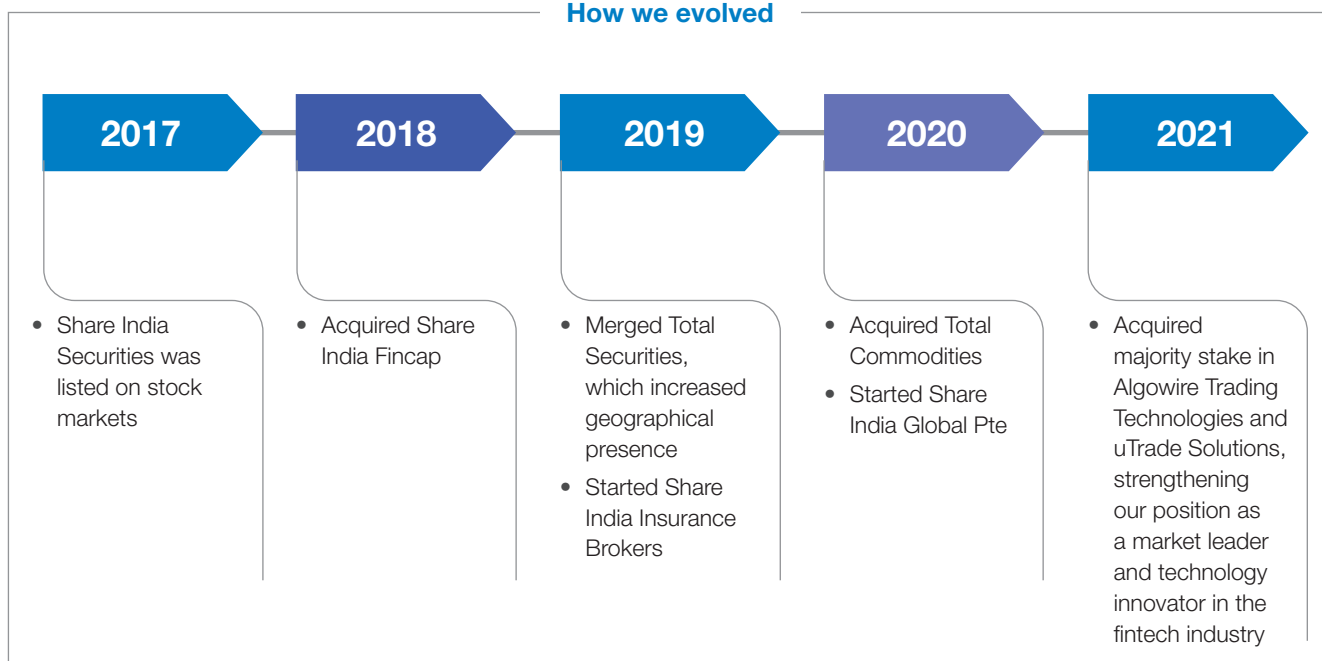 How we evolved
2017
2018
2019
2020
2021
• Share India
Securities was
listed on stock
markets
• Acquired Share
India Fincap
• Merged Total
Securities,
which increased
geographical
presence
• Started Share
India Insurance
Brokers
• Acquired Total
Commodities
• Started Share
India Global Pte
• Acquired
majority stake in
Algowire Trading
Technologies and
uTrade Solutions,
strengthening
our position as
a market leader
and technology
innovator in the
fintech industry